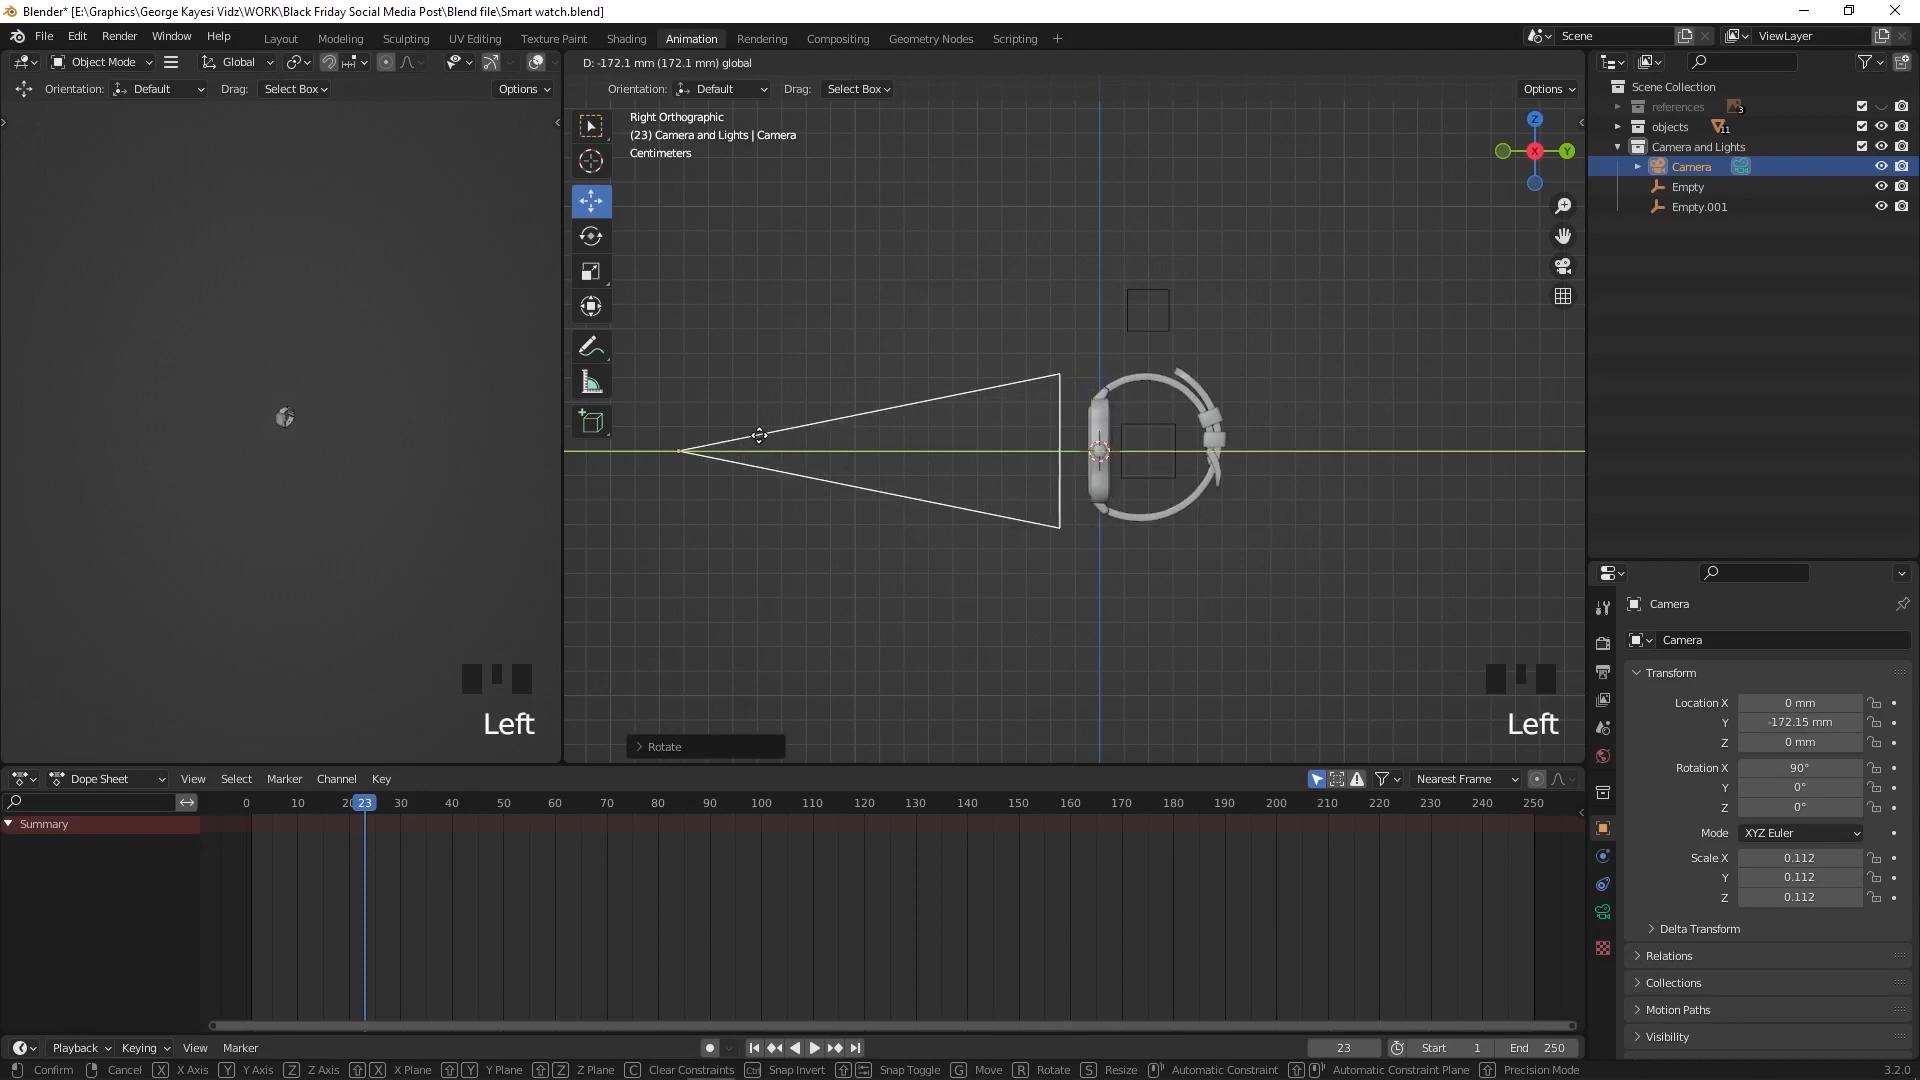 Blender* [E:\Graphics\George Kayesi Vidz\WORK\Black Friday Social Media Post\Blend file\Smart watch.blend]
File Edit Render Window Help Layout Modeling Sculpting UV Editing Texture Paint Shading Animation Rendering Compositing Geometry Nodes Scripting + Scene ViewLayer
Object Mode Global D: -172.1 mm (172.1 mm) global
Orientation: Default Drag: Select Box Options Orientation: Default Drag: Select Box Options
Right Orthographic
(23) Camera and Lights | Camera
Centimeters
Z
X
Y
Scene Collection
references 3
objects 11
Camera and Lights
Camera
Empty
Empty.001
Left
Left
Rotate
Camera
Camera
Transform
Location X 0 mm
Y -172.15 mm
Z 0 mm
Rotation X 90°
Y 0°
Z 0°
Mode XYZ Euler
Scale X 0.112
Y 0.112
Z 0.112
Delta Transform
Relations
Collections
Motion Paths
Visibility
Dope Sheet View Select Marker Channel Key Nearest Frame
0 10 20 23 30 40 50 60 70 80 90 100 110 120 130 140 150 160 170 180 190 200 210 220 230 240 250
Summary
Playback Keying View Marker 23 Start 1 End 250
Confirm Cancel X X Axis Y Y Axis Z Z Axis X X Plane Y Y Plane Z Z Plane C Clear Constraints Ctrl Snap Invert Snap Toggle G Move R Rotate S Resize Automatic Constraint Automatic Constraint Plane Precision Mode 3.2.0